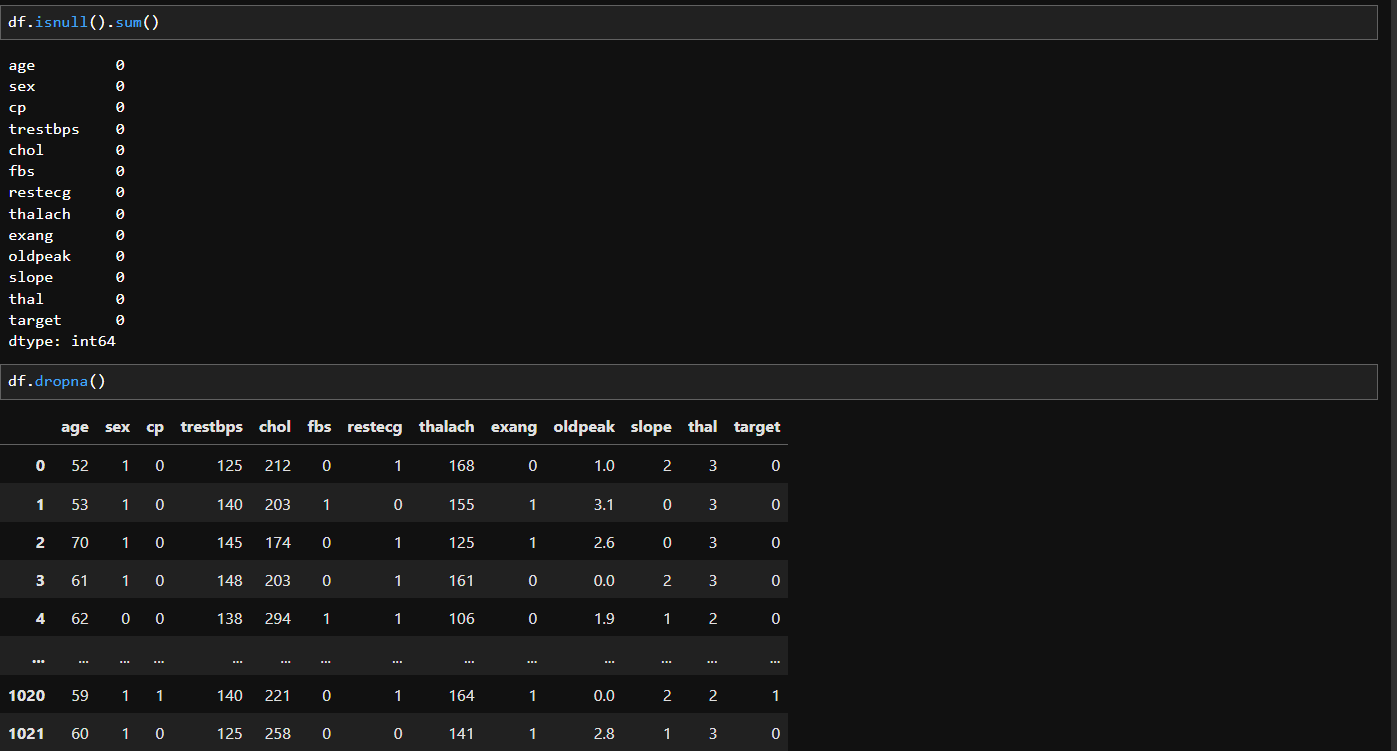 df.isnull().sum()
age 0
sex 0
cp 0
trestbps 0
chol 0
fbs 0
restecg 0
thalach 0
exang 0
oldpeak 0
slope 0
thal 0
target 0
dtype: int64
df.dropna()
age sex cp trestbps chol fbs restecg thalach exang oldpeak slope thal target
0 52 1 0 125 212 0 1 168 0 1.0 2 3 0
1 53 1 0 140 203 1 0 155 1 3.1 0 3 0
2 70 1 0 145 174 0 1 125 1 2.6 0 3 0
3 61 1 0 148 203 0 1 161 0 0.0 2 3 0
4 62 0 0 138 294 1 1 106 0 1.9 1 2 0
... ... ... ... ... ... ... ... ... ... ... ... ... ...
1020 59 1 1 140 221 0 1 164 1 0.0 2 2 1
1021 60 1 0 125 258 0 0 141 1 2.8 1 3 0